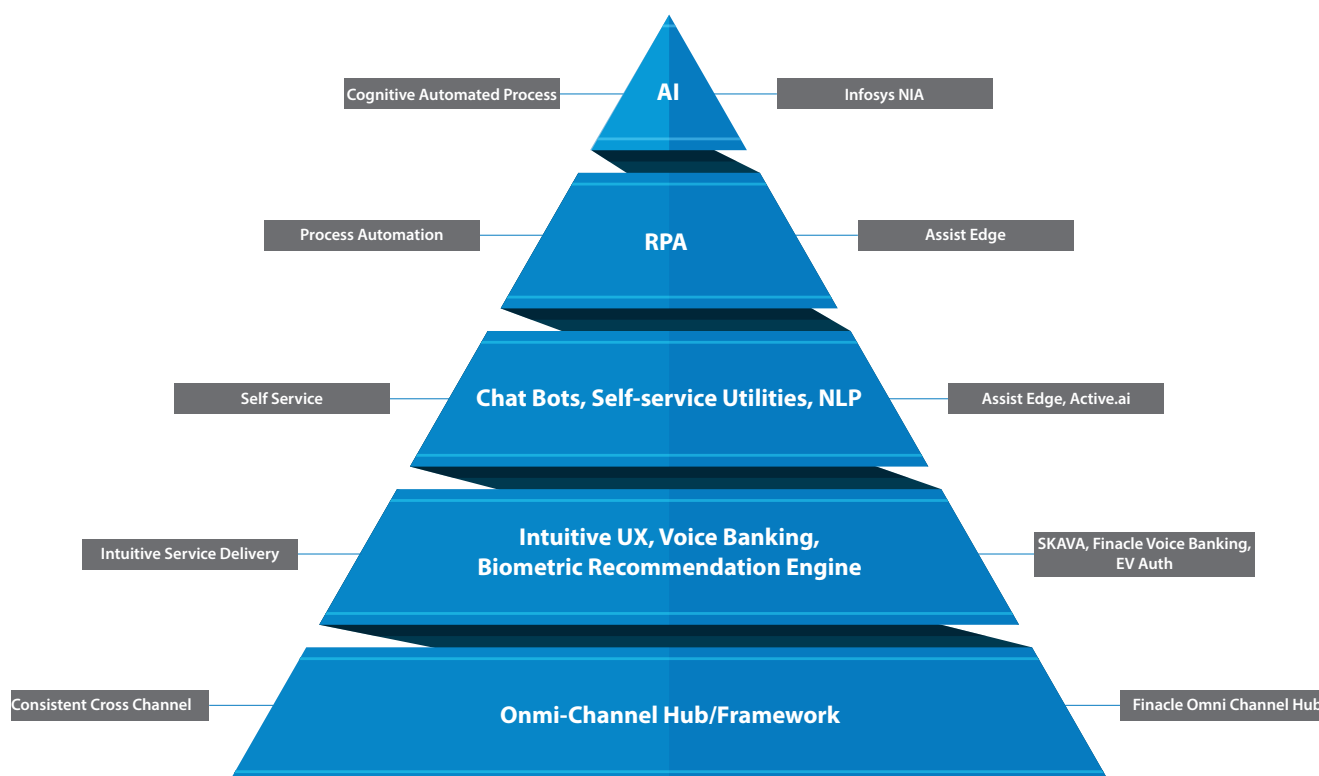 AI
Cognitive Automated Process
Infosys NIA
RPA
Process Automation
Assist Edge
Chat Bots, Self-service Utilities, NLP
Self Service
Assist Edge, Active.ai
Intuitive UX, Voice Banking,
Biometric Recommendation Engine
Intuitive Service Delivery
SKAVA, Finacle Voice Banking,
EV Auth
Onmi-Channel Hub/Framework
Consistent Cross Channel
Finacle Omni Channel Hub